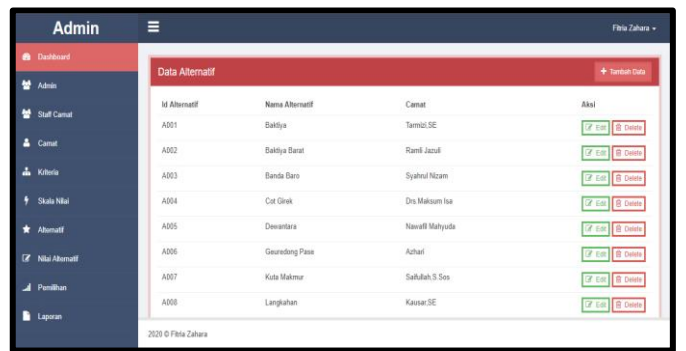 Admin
Fitria Zahara
Dashboard
Admin
Staff Camat
Camat
Kriteria
Skala Nilai
Alternatif
Nilai Alternatif
Pemilihan
Laporan
Data Alternatif
+ Tambah Data
Id Alternatif Nama Alternatif Camat Aksi
A001 Baktiya Tarmizi,SE Edit Delete
A002 Baktiya Barat Ramli Jazuli Edit Delete
A003 Banda Baro Syahrul Nizam Edit Delete
A004 Cot Girek Drs.Maksum Isa Edit Delete
A005 Dewantara Nawafil Mahyuda Edit Delete
A006 Geuredong Pase Azhari Edit Delete
A007 Kuta Makmur Saifullah,S.Sos Edit Delete
A008 Langkahan Kausar,SE Edit Delete
2020 © Fitria Zahara